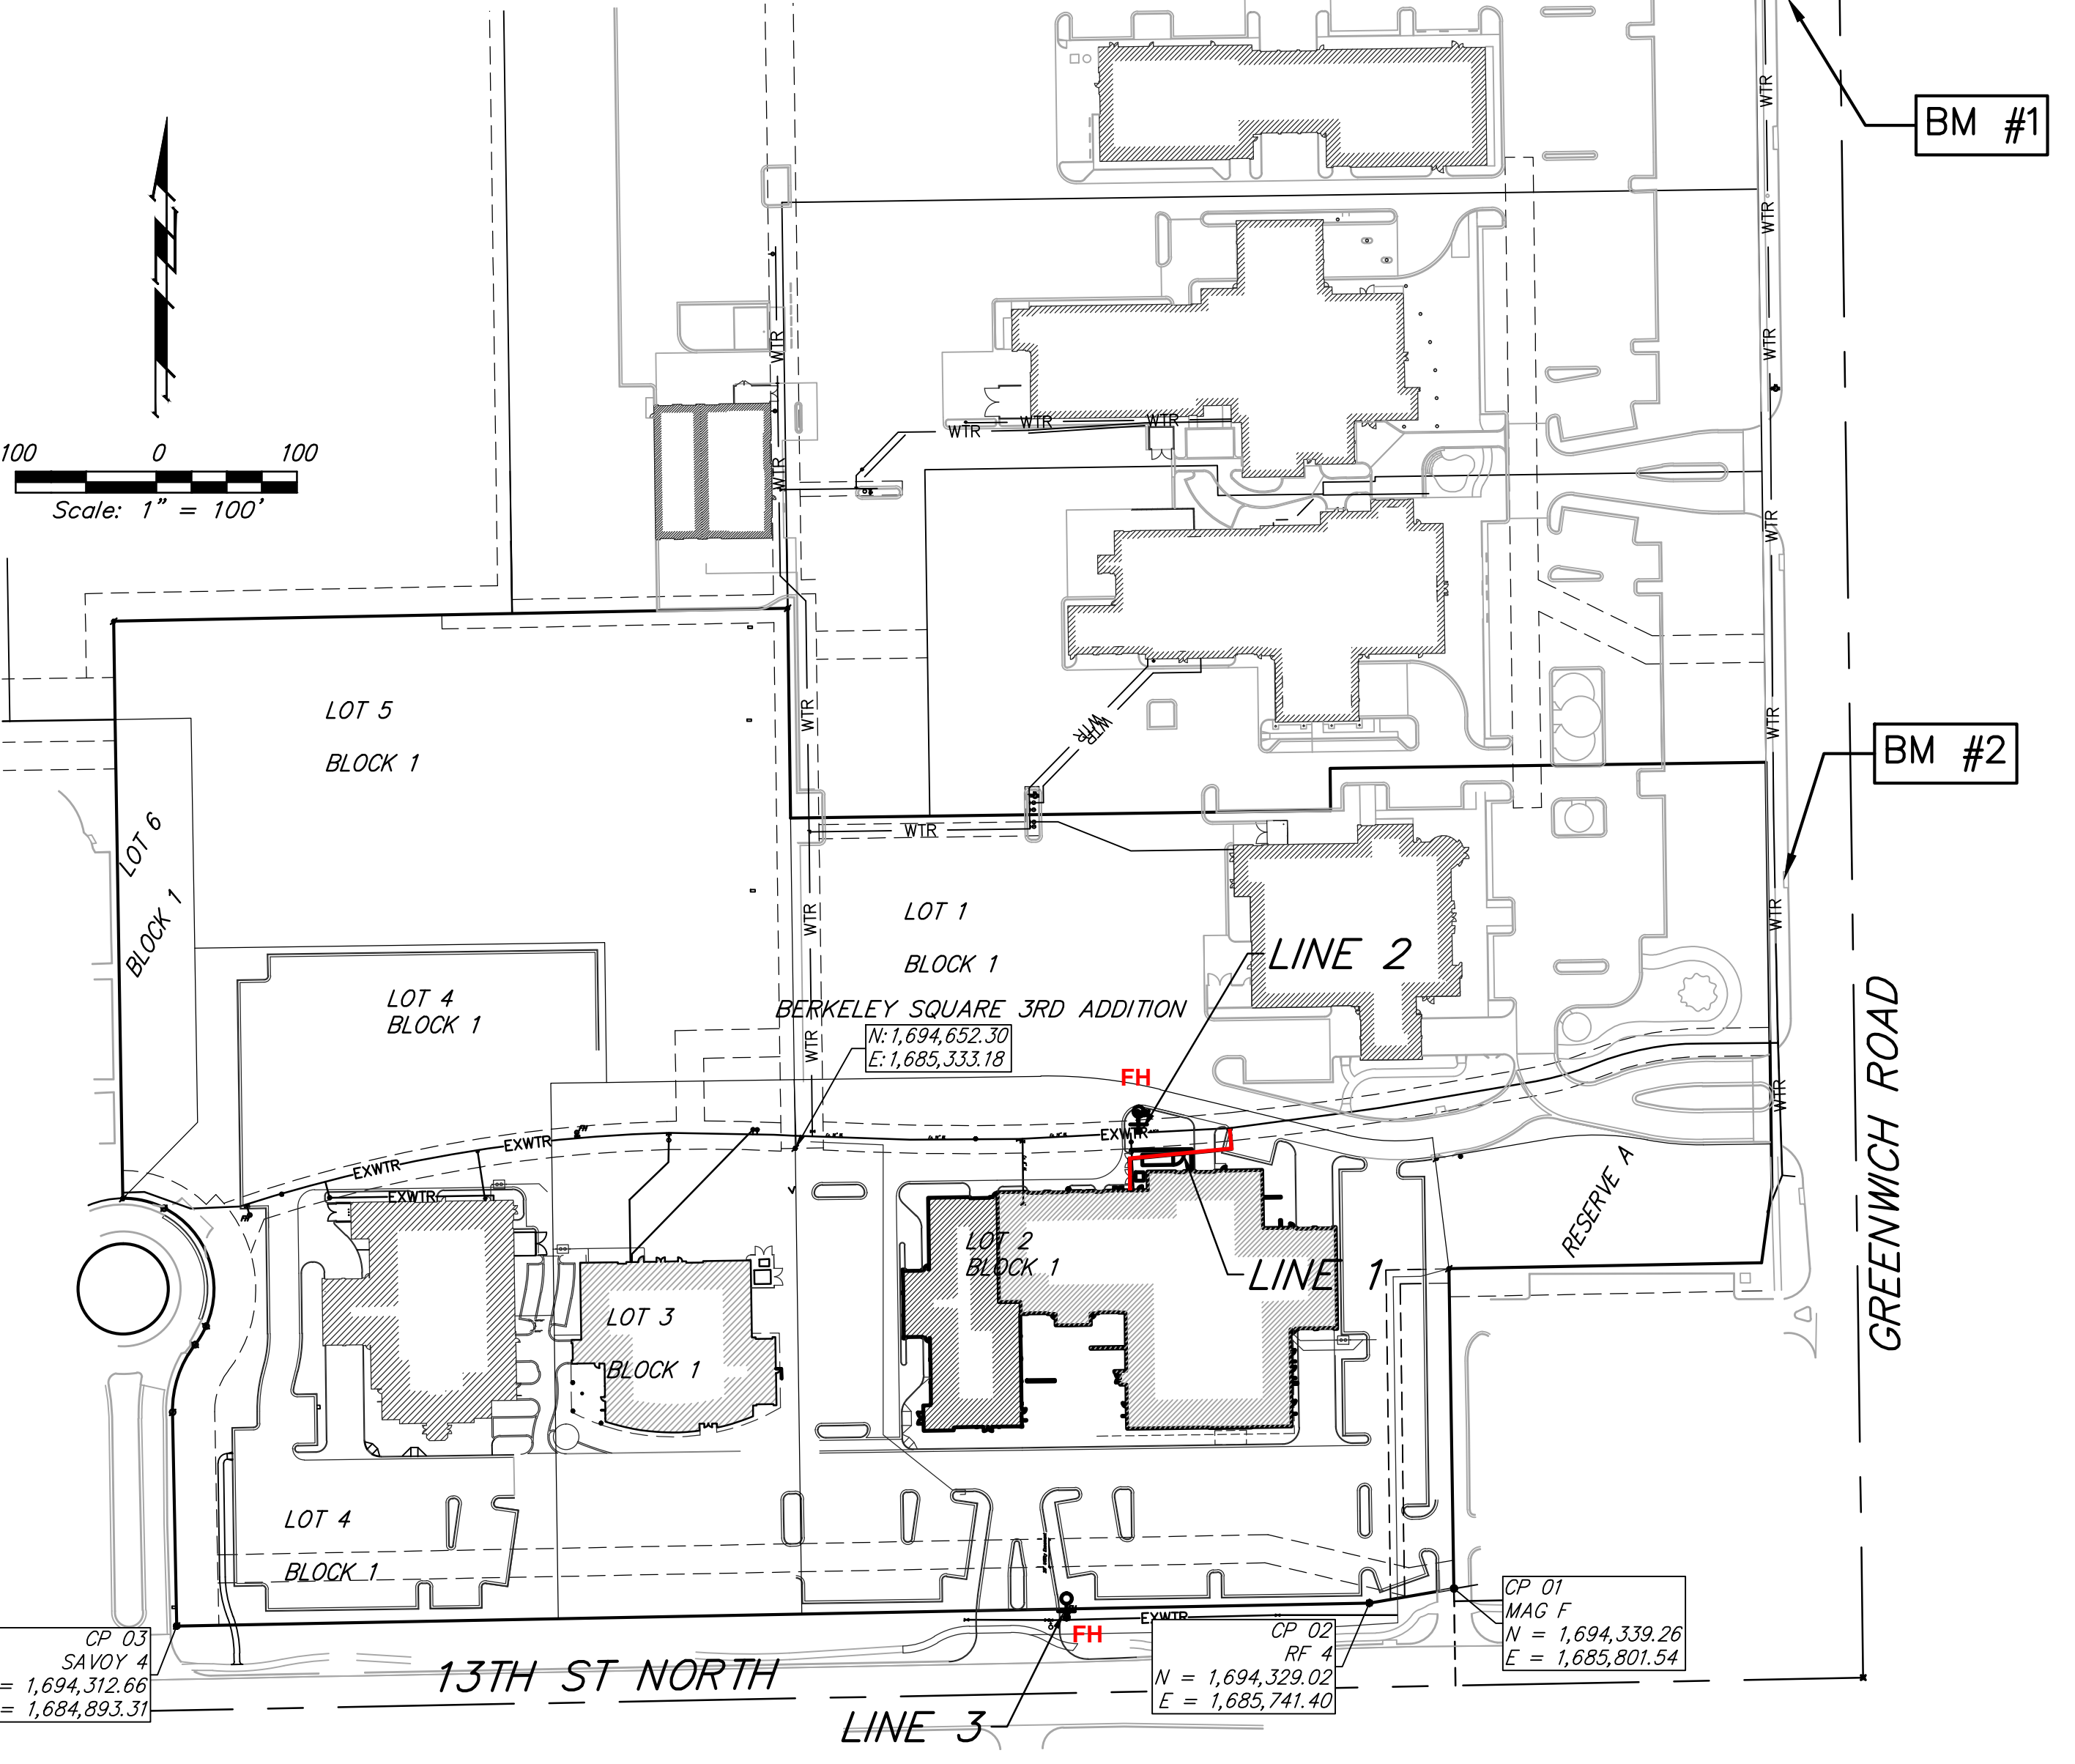 BM #1
WTR
WTR
WTR
WTR
WTR
WTR
WTR
WTR
100 0 100
Scale: 1" = 100'
WTR
WTR
WTR
LOT 5
BLOCK 1
WTR
WTR
WTR
WTR
BM #2
LOT 6
BLOCK 1
WTR
LOT 1
BLOCK 1
WTR
WTR
LINE 2
LOT 4
BLOCK 1
BERKELEY SQUARE 3RD ADDITION
N: 1,694,652.30
E: 1,685,333.18
WTR
FH
WTR
GREENWICH ROAD
EXWTR
EXWTR
EXWTR
EXWTR
RESERVE A
LOT 2
BLOCK 1
LINE 1
LOT 3
BLOCK 1
LOT 4
BLOCK 1
EXWTR
FH
CP 01
MAG F
N = 1,694,339.26
E = 1,685,801.54
CP 02
RF 4
N = 1,694,329.02
E = 1,685,741.40
CP 03
SAVOY 4
= 1,694,312.66
= 1,684,893.31
13TH ST NORTH
LINE 3